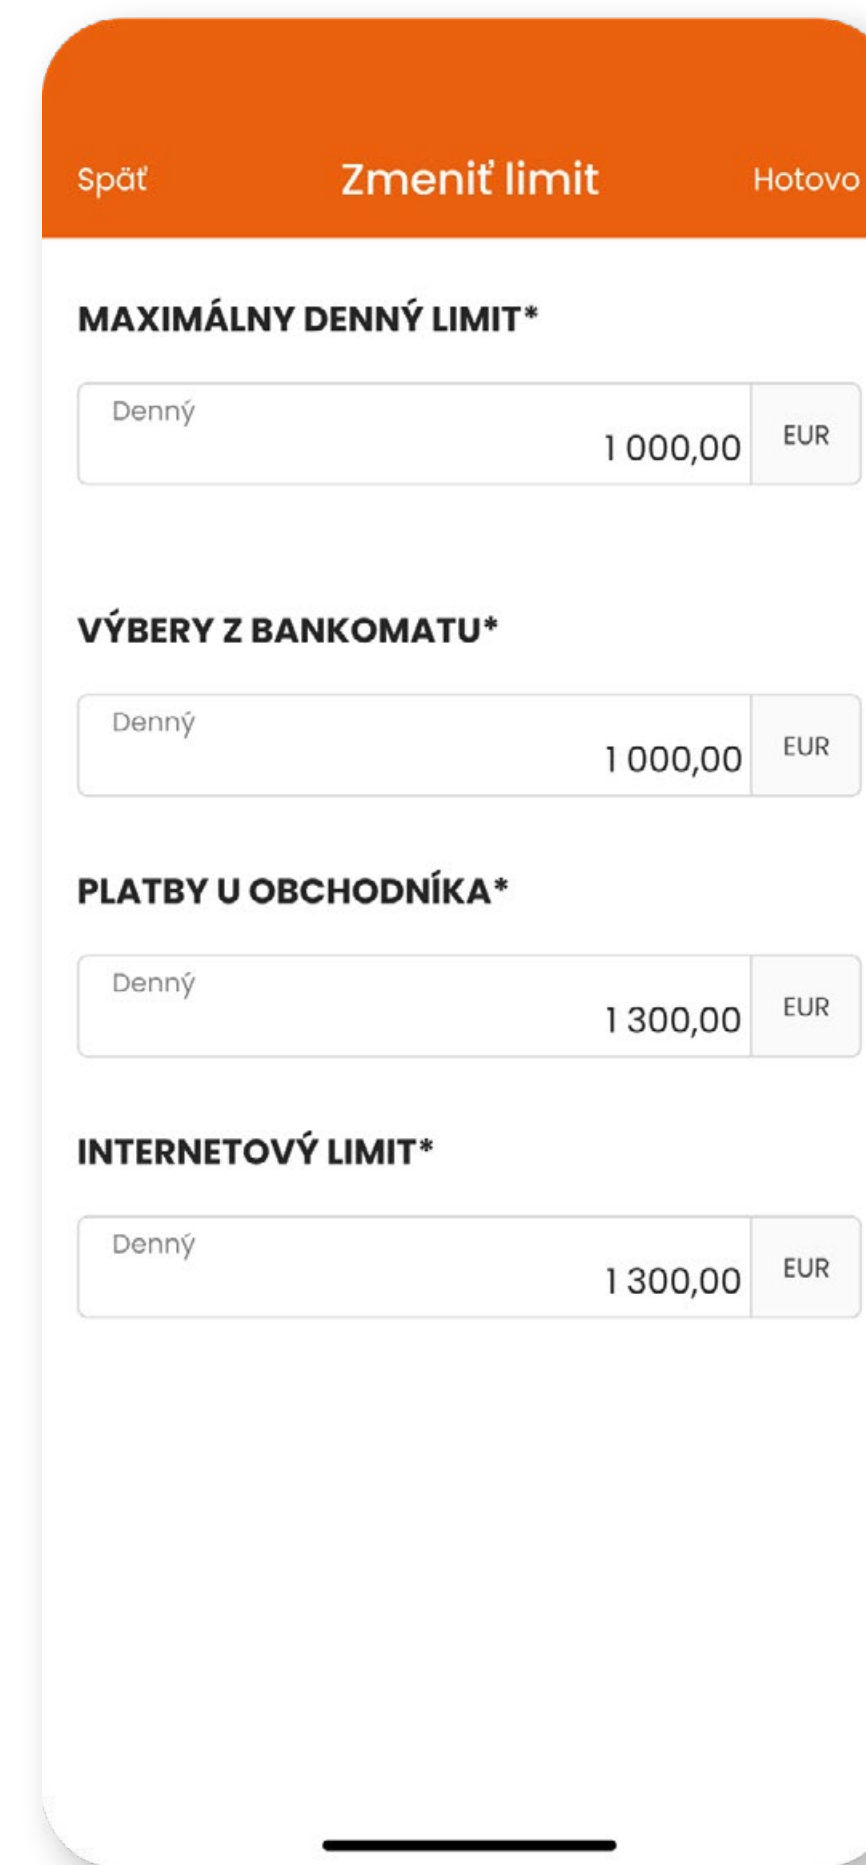 Späť Zmeniť limit Hotovo
MAXIMÁLNY DENNÝ LIMIT*
Denný
1 000,00 EUR
VÝBERY Z BANKOMATU*
Denný
1 000,00 EUR
PLATBY U OBCHODNÍKA*
Denný
1 300,00 EUR
INTERNETOVÝ LIMIT*
Denný
1 300,00 EUR